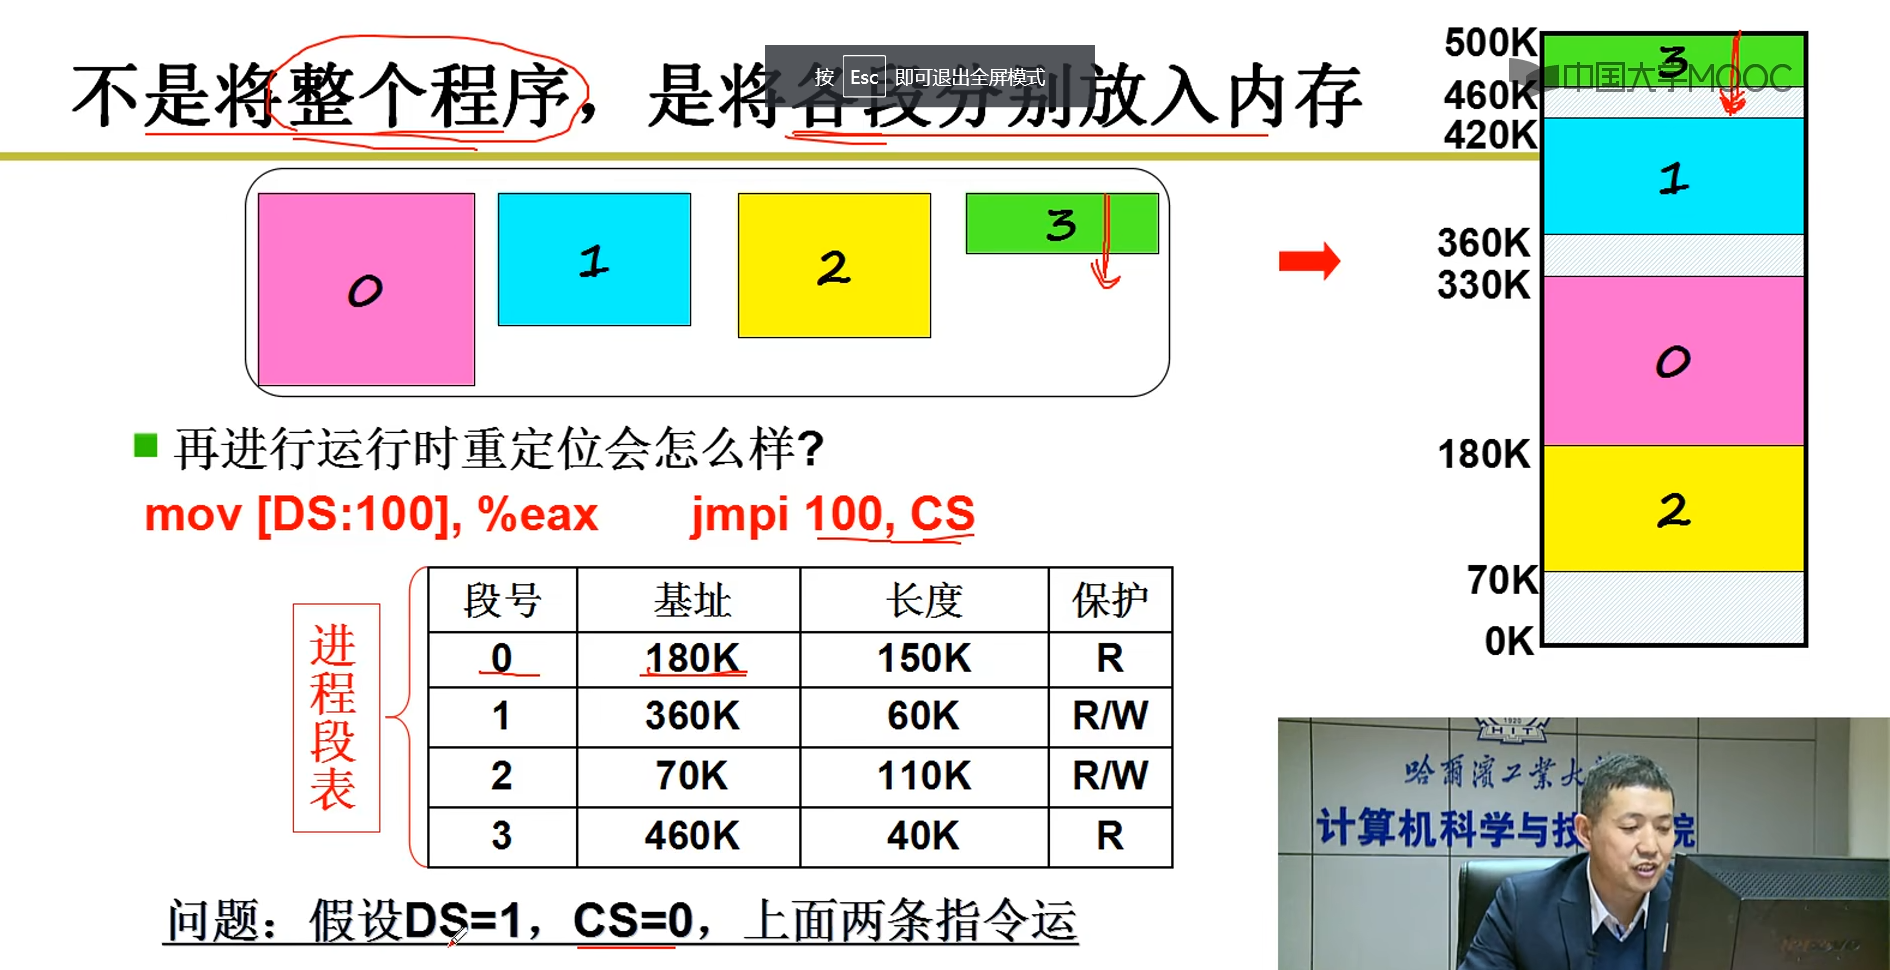 不是将整个程序，是将各段分别放入内存
按 Esc 即可退出全屏模式
中国大学MOOC
0
1
2
3
500K
3
460K
420K
1
360K
330K
0
180K
2
70K
0K
再进行运行时重定位会怎么样?
mov [DS:100], %eax jmpi 100, CS
进程段表
段号 基址 长度 保护
0 180K 150K R
1 360K 60K R/W
2 70K 110K R/W
3 460K 40K R
问题：假设DS=1，CS=0，上面两条指令运
1920
HIT
哈爾濱工業大
计算机科学与技 院